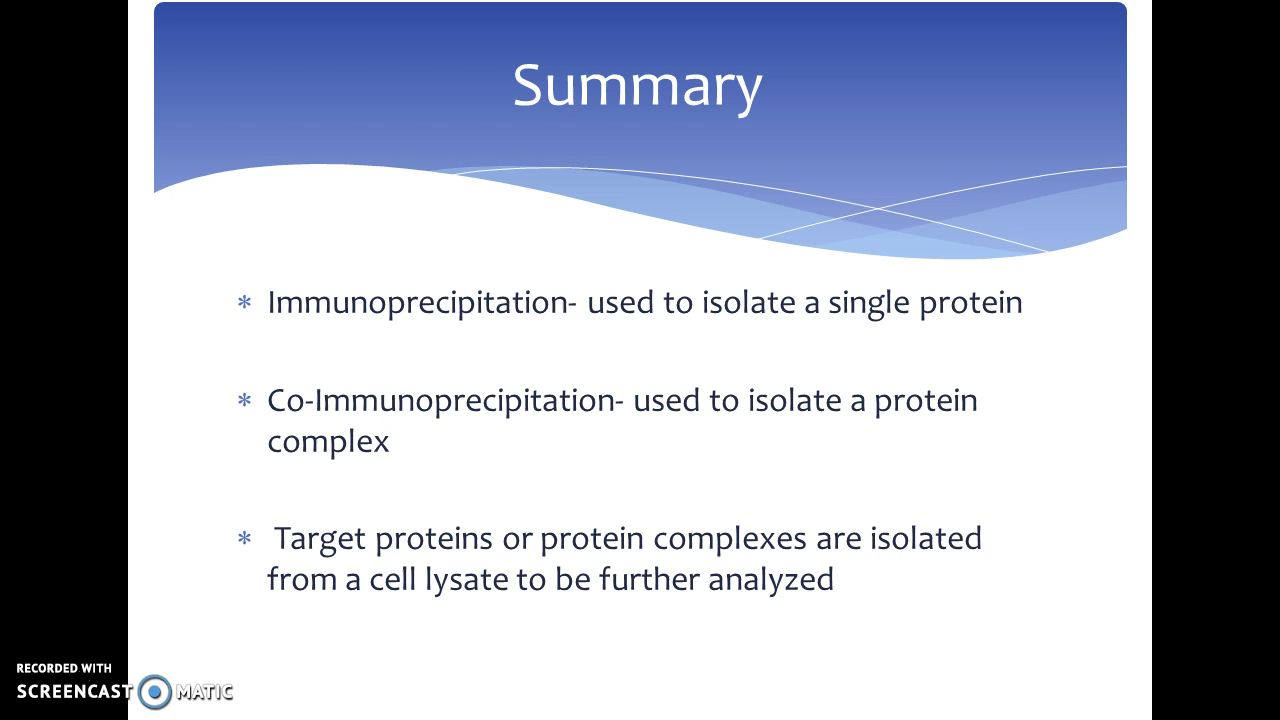 Summary
* Immunoprecipitation- used to isolate a single protein
* Co-Immunoprecipitation- used to isolate a protein
complex
* Target proteins or protein complexes are isolated
from a cell lysate to be further analyzed
RECORDED WITH
SCREENCAST MATIC